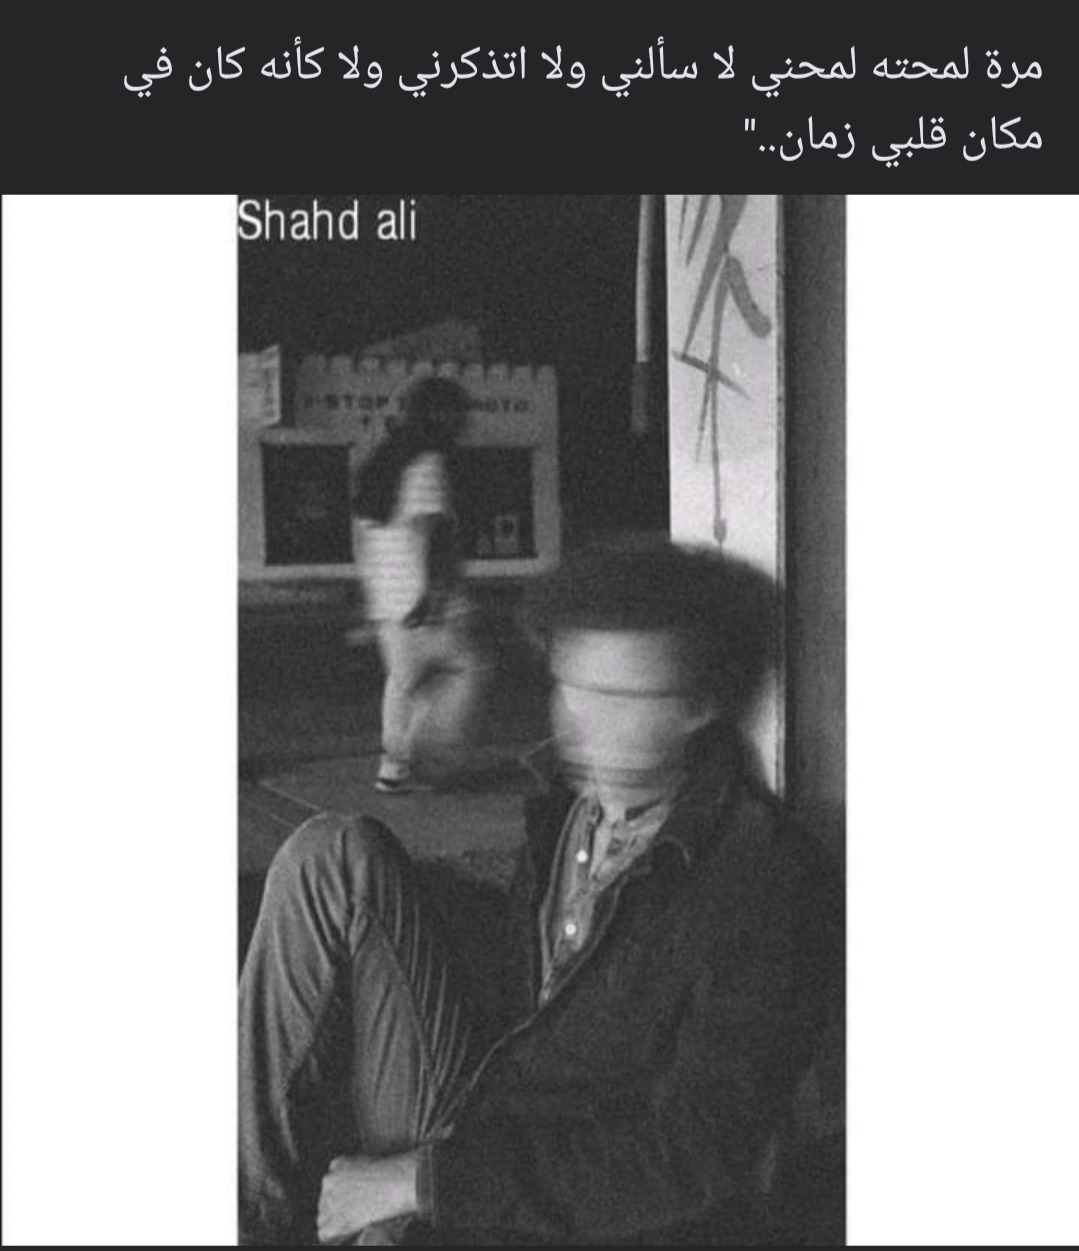 مرة لمحته لمحني لا سألني ولا اتذكرني ولا كأنه كان في
مكان قلبي زمان.."
Shahd ali